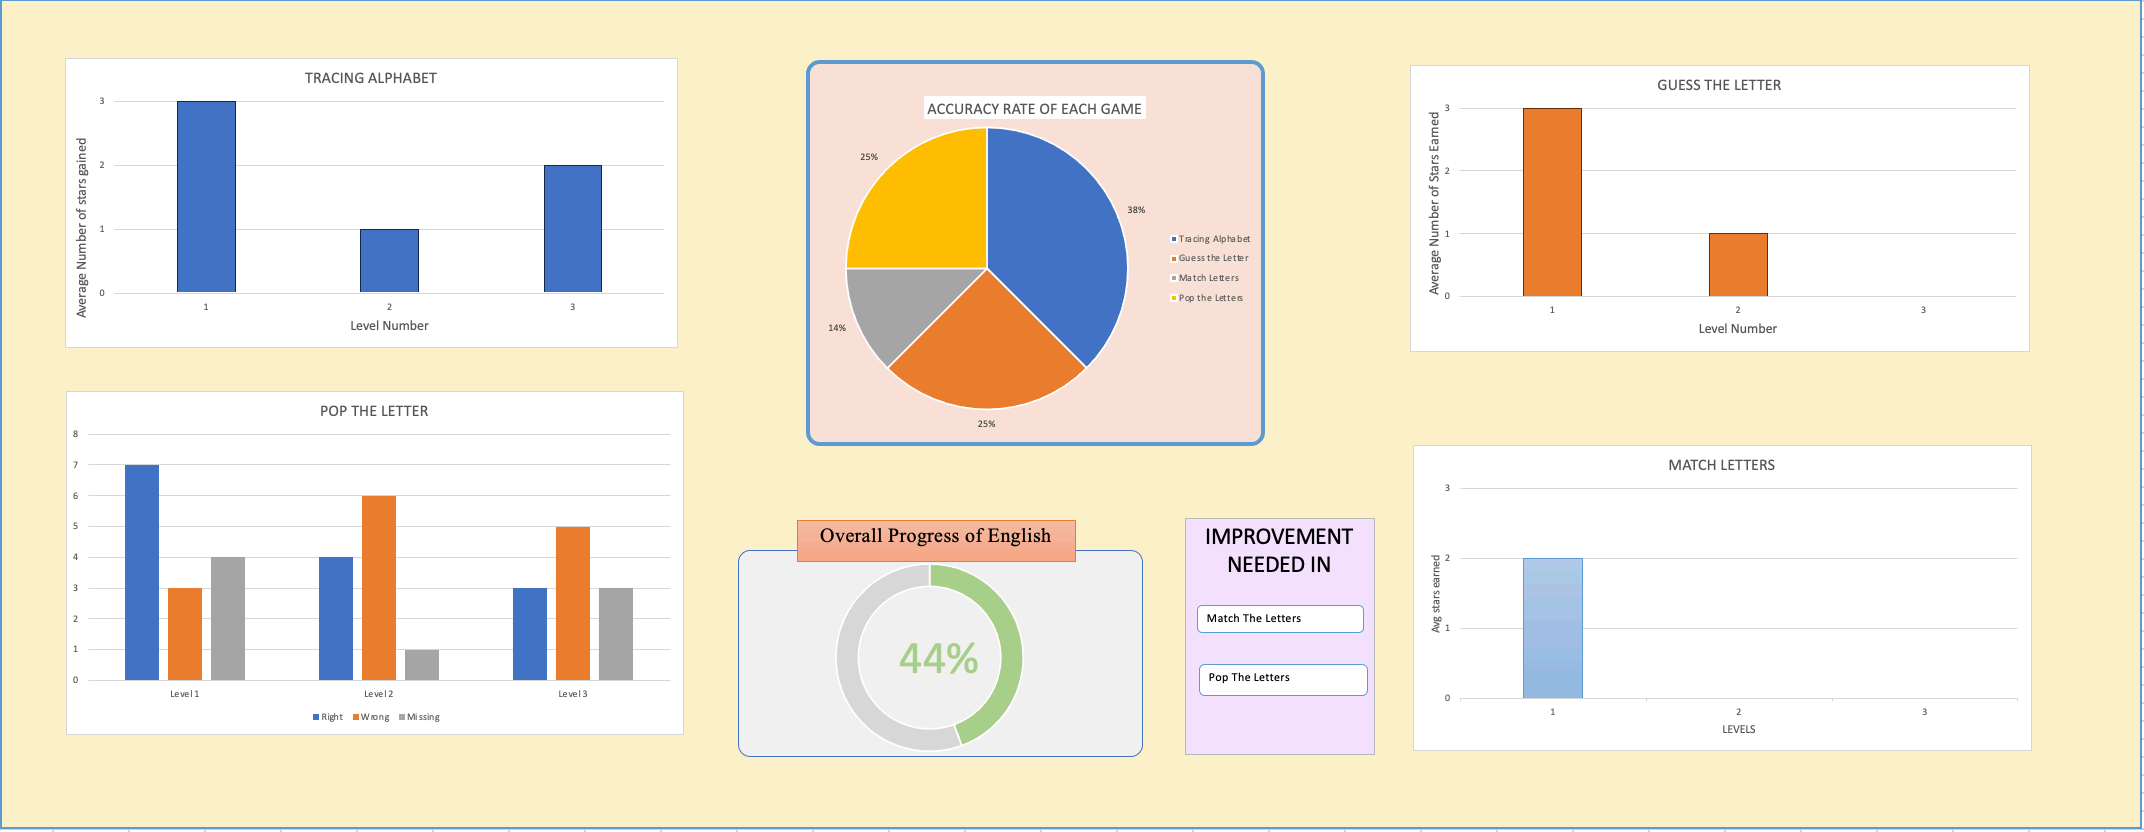 TRACING ALPHABET
Average Number of stars gained
3
2
1
0
1 2 3
Level Number
ACCURACY RATE OF EACH GAME
25%
38%
14%
25%
Tracing Alphabet
Guess the Letter
Match Letters
Pop the Letters
GUESS THE LETTER
Average Number of Stars Earned
3
2
1
0
1 2 3
Level Number
POP THE LETTER
8
7
6
5
4
3
2
1
0
Level 1 Level 2 Level 3
Right Wrong Missing
Overall Progress of English
44%
IMPROVEMENT
NEEDED IN
Match The Letters
Pop The Letters
MATCH LETTERS
Avg stars earned
3
2
1
0
1 2 3
LEVELS